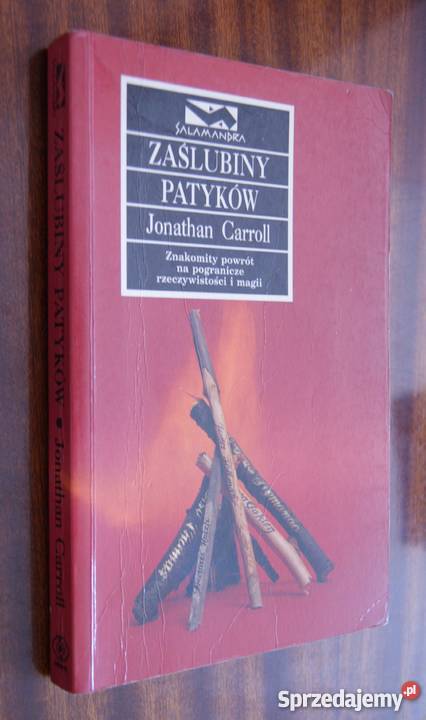 SALAMANDRA
ZAŚLUBINY
PATYKÓW
Jonathan Carroll
Znakomity powrót
na pogranicze
rzeczywistości i magii
ZAŚLUBINY PATYKÓW • Jonathan Carroll
Sprzedajemy.pl